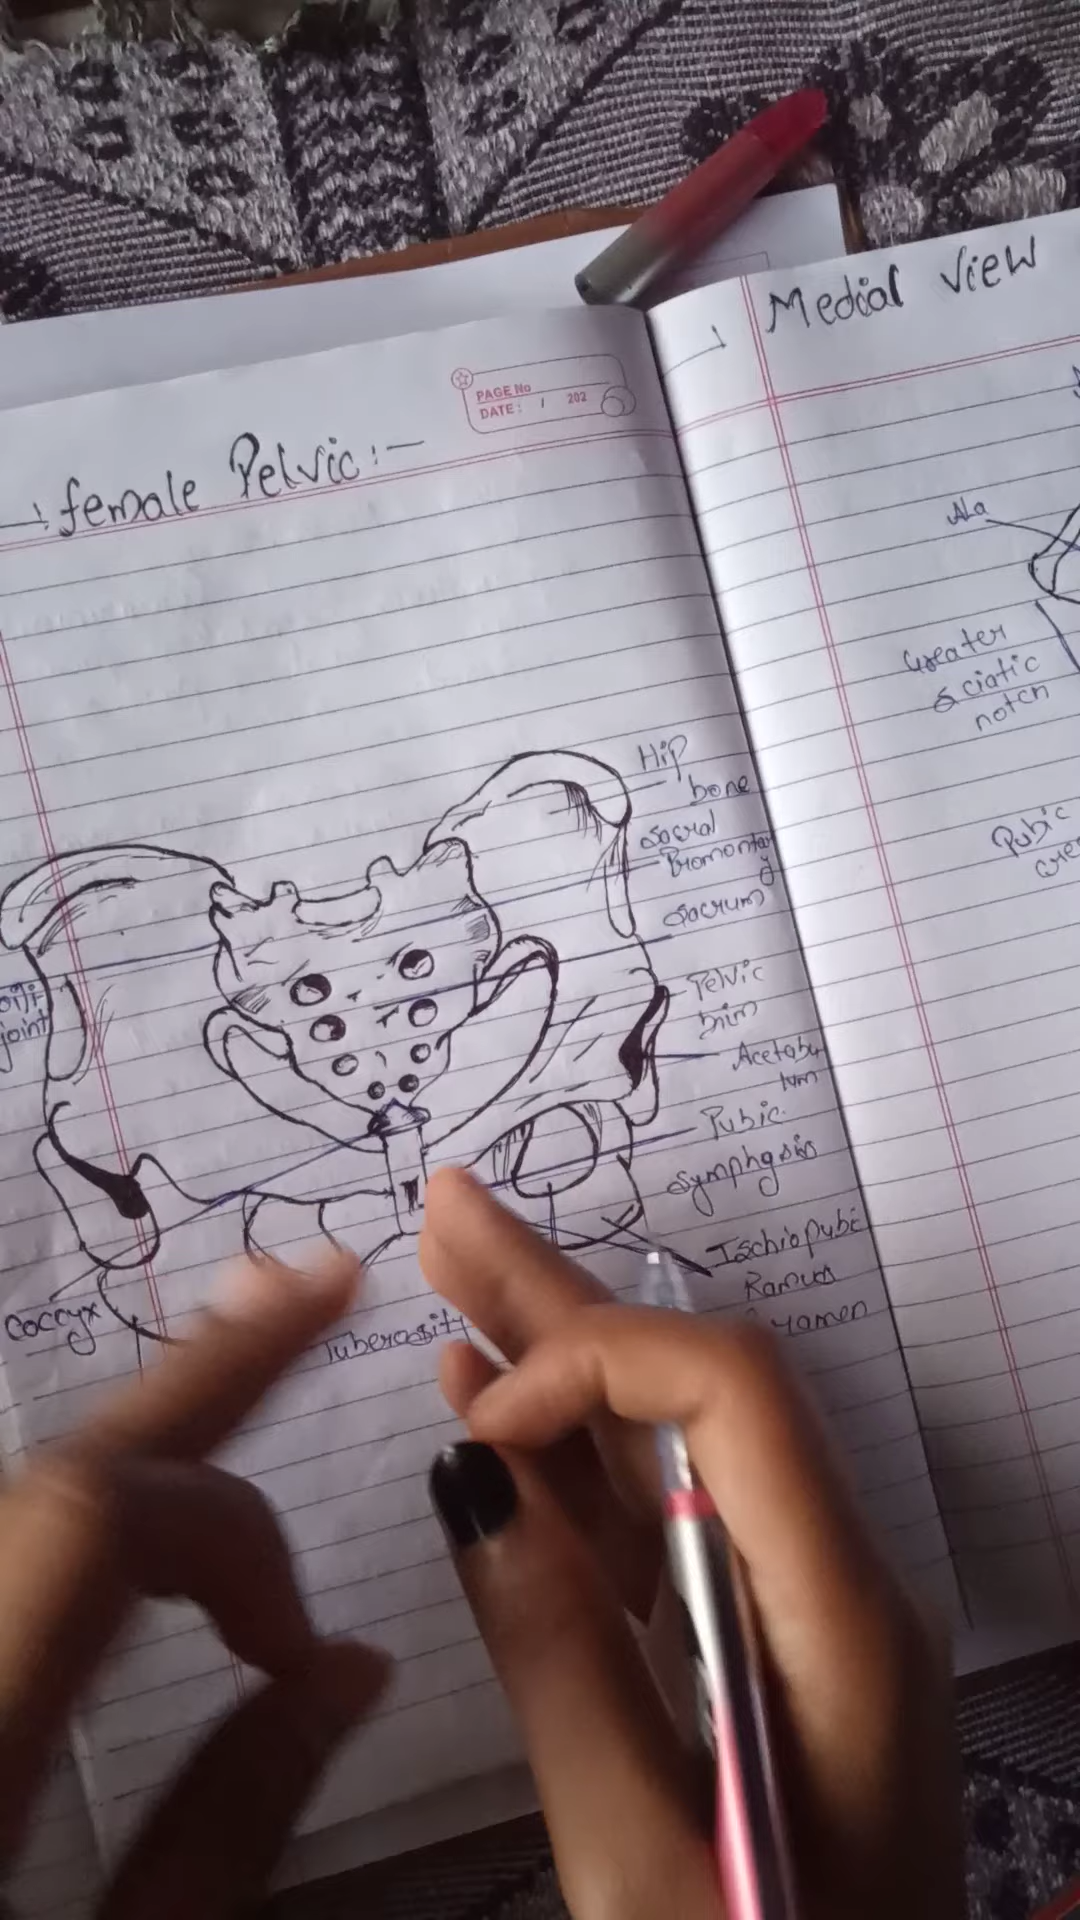 Medial View
PAGE No
DATE: / 202
female Pelvic :-
Ala
Greater
sciatic
notch
Pubic
Hip
bone
Sacral
Promontary
Sacrum
joint
Pelvic
brim
Acetabu
lum
Pubic
Symphysis
Ischiopubic
Ramus
Coccyx
Tuberosity